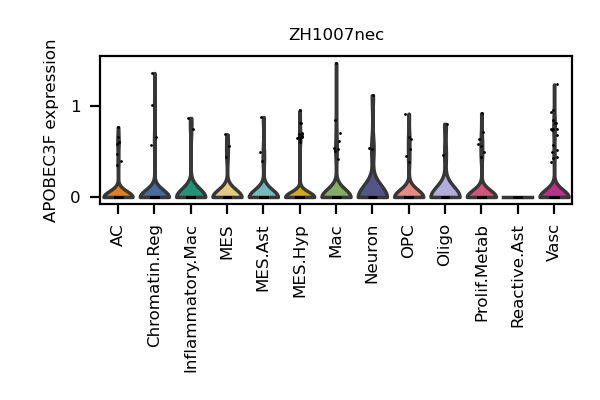 ZH1007nec
APOBEC3F expression
1
0
AC
Chromatin.Reg
Inflammatory.Mac
MES
MES.Ast
MES.Hyp
Mac
Neuron
OPC
Oligo
Prolif.Metab
Reactive.Ast
Vasc